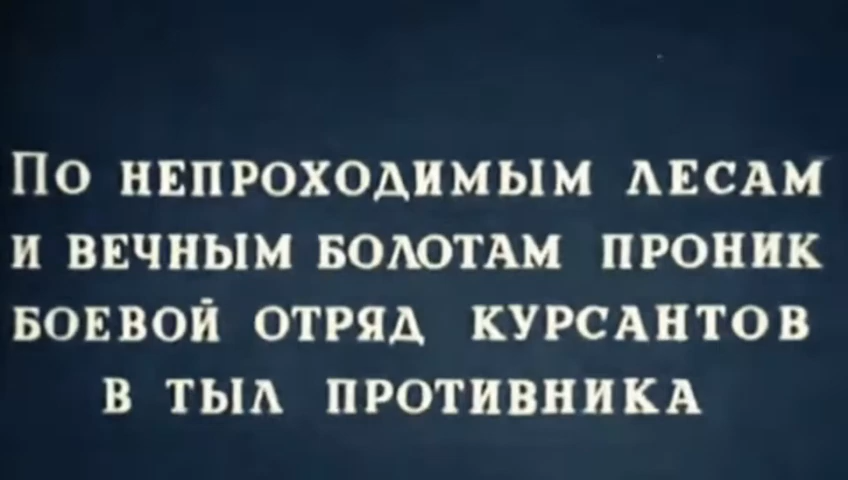 По непроходимым лесам
и вечным болотам проник
боевой отряд курсантов
в тыл противника